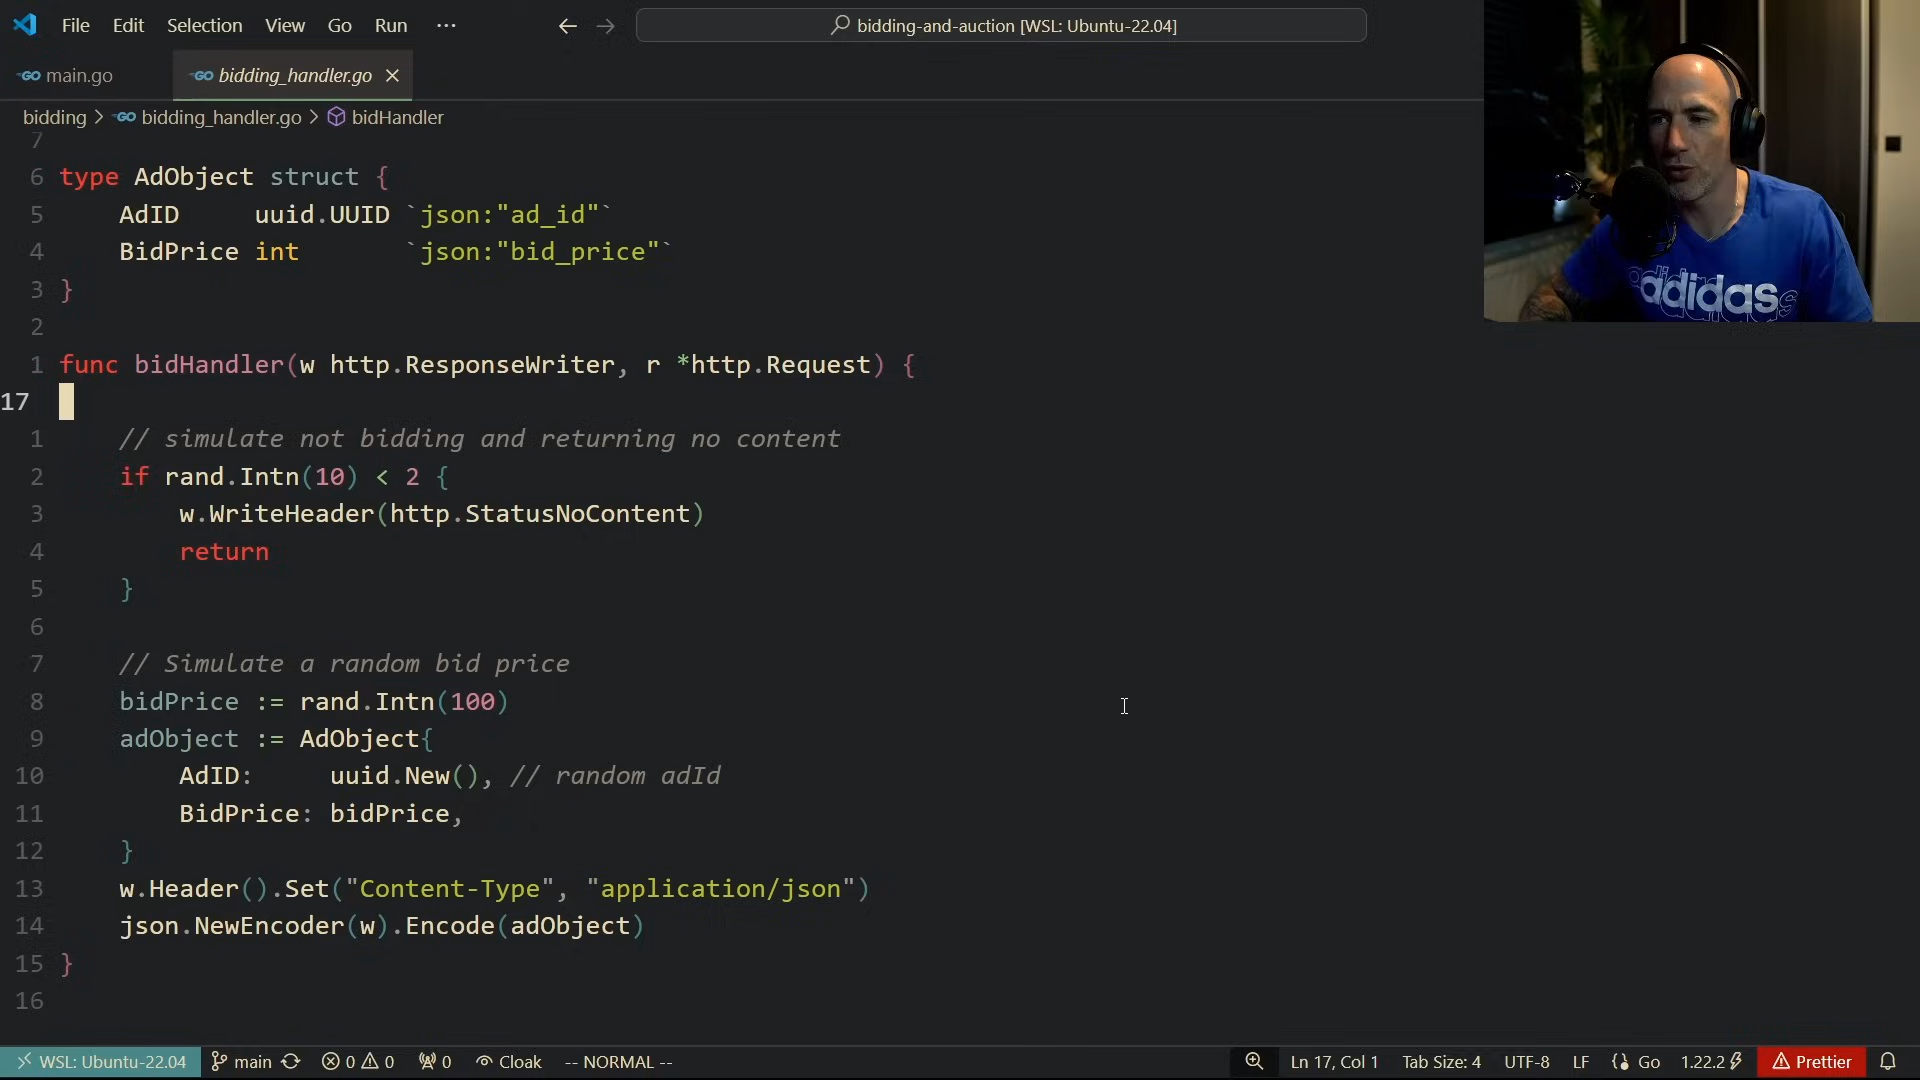 File Edit Selection View Go Run ···
bidding-and-auction [WSL: Ubuntu-22.04]
main.go
bidding_handler.go
bidding > bidding_handler.go > bidHandler
7
6 type AdObject struct {
5 AdID uuid.UUID `json:"ad_id"`
4 BidPrice int `json:"bid_price"`
3 }
2
1 func bidHandler(w http.ResponseWriter, r *http.Request) {
17
1 // simulate not bidding and returning no content
2 if rand.Intn(10) < 2 {
3 w.WriteHeader(http.StatusNoContent)
4 return
5 }
6
7 // Simulate a random bid price
8 bidPrice := rand.Intn(100)
9 adObject := AdObject{
10 AdID: uuid.New(), // random adId
11 BidPrice: bidPrice,
12 }
13 w.Header().Set("Content-Type", "application/json")
14 json.NewEncoder(w).Encode(adObject)
15 }
16
adidas
WSL: Ubuntu-22.04 main 0 0 0 Cloak -- NORMAL -- Ln 17, Col 1 Tab Size: 4 UTF-8 LF Go 1.22.2 Prettier